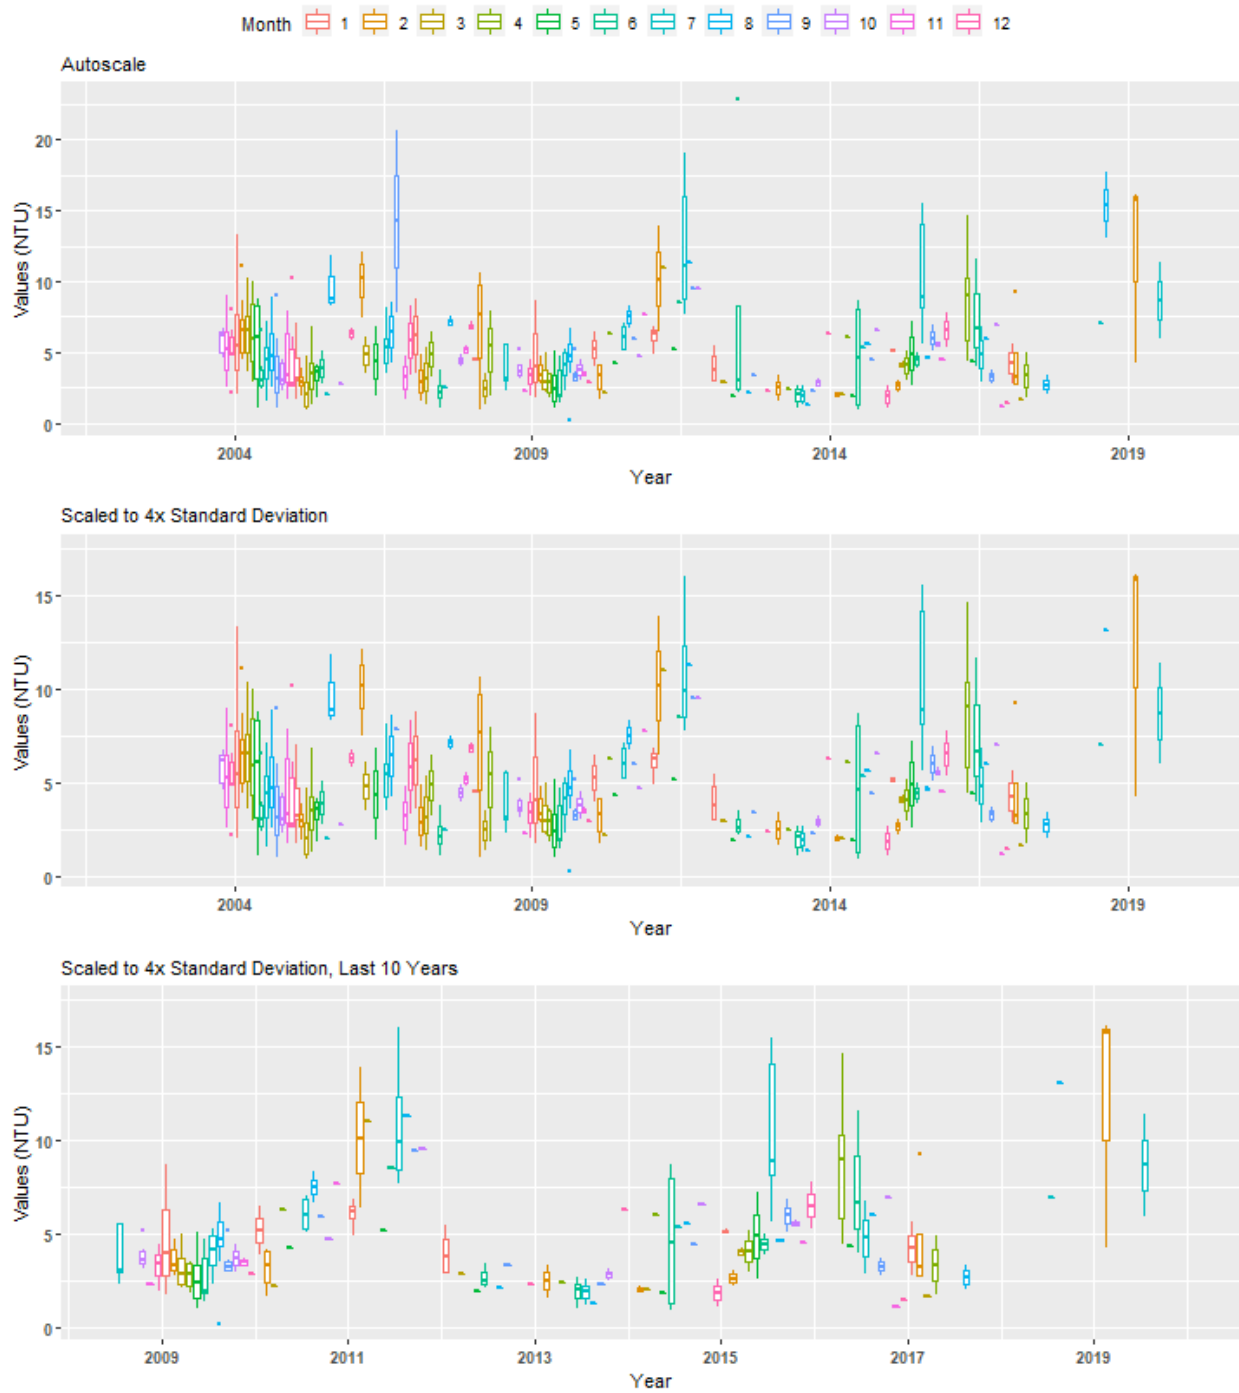 Month 1 2 3 4 5 6 7 8 9 10 11 12
Autoscale
Values (NTU)
20
15
10
5
0
2004 2009 2014 2019
Year
Scaled to 4x Standard Deviation
Values (NTU)
15
10
5
0
2004 2009 2014 2019
Year
Scaled to 4x Standard Deviation, Last 10 Years
Values (NTU)
15
10
5
0
2009 2011 2013 2015 2017 2019
Year